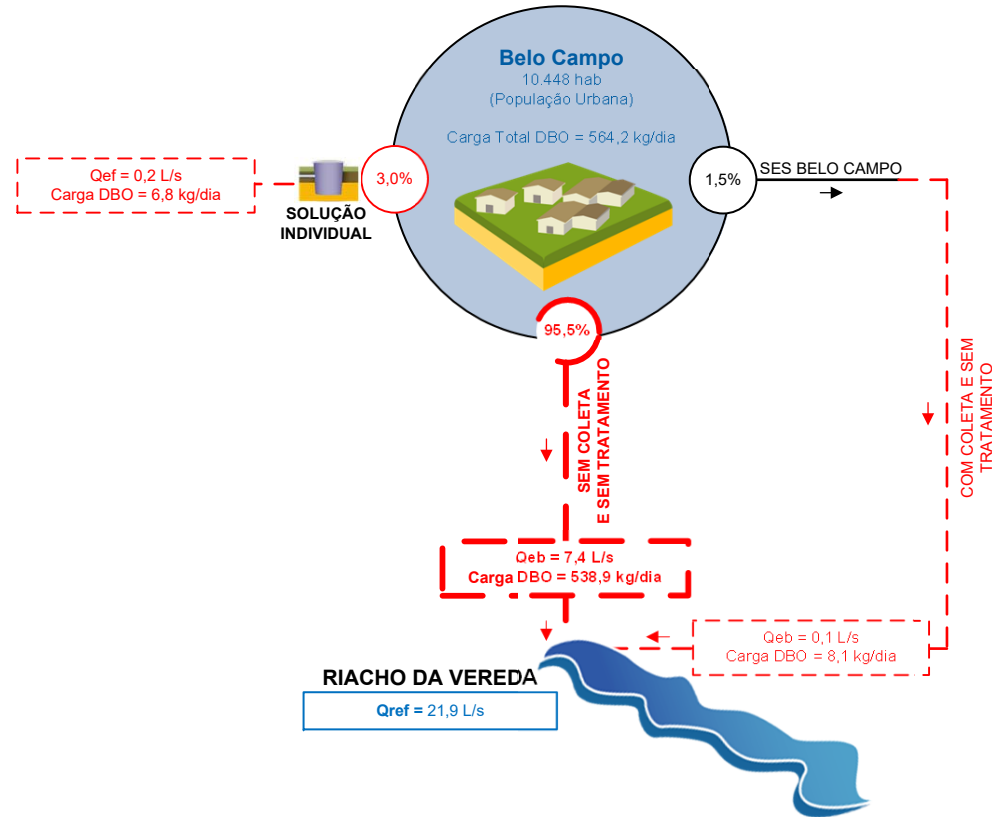 Belo Campo
10.448 hab
(População Urbana)
Carga Total DBO = 564,2 kg/dia
Qef = 0,2 L/s
Carga DBO = 6,8 kg/dia
3,0%
SOLUÇÃO
INDIVIDUAL
1,5%
SES BELO CAMPO
95,5%
SEM COLETA
E SEM TRATAMENTO
COM COLETA E SEM
TRATAMENTO
Qeb = 7,4 L/s
Carga DBO = 538,9 kg/dia
Qeb = 0,1 L/s
Carga DBO = 8,1 kg/dia
RIACHO DA VEREDA
Qref = 21,9 L/s